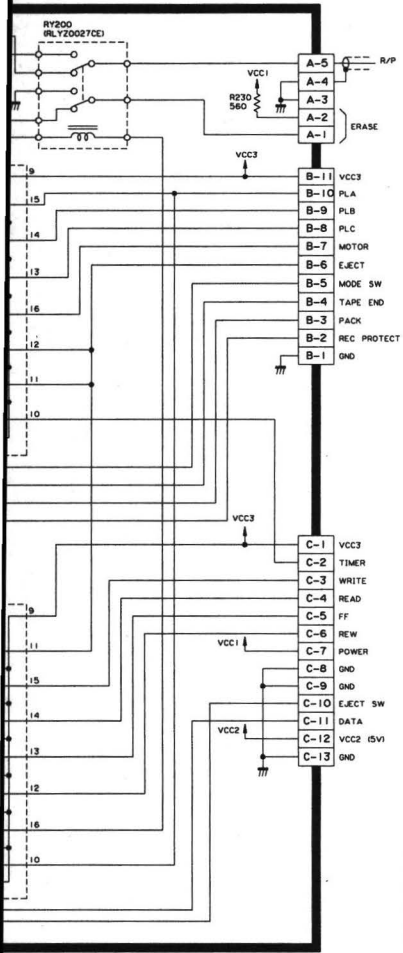 RY200
(RLYZ0027CE)
VCC1
R230
560
A-5 R/P
A-4
A-3
A-2
A-1
ERASE
VCC3
9
15
14
13
16
12
11
10
B-11 VCC3
B-10 PLA
B-9 PLB
B-8 PLC
B-7 MOTOR
B-6 EJECT
B-5 MODE SW
B-4 TAPE END
B-3 PACK
B-2 REC PROTECT
B-1 GND
VCC3
9
11
15
14
13
12
16
10
VCC1
VCC2
C-1 VCC3
C-2 TIMER
C-3 WRITE
C-4 READ
C-5 FF
C-6 REW
C-7 POWER
C-8 GND
C-9 GND
C-10 EJECT SW
C-11 DATA
C-12 VCC2 (5V)
C-13 GND